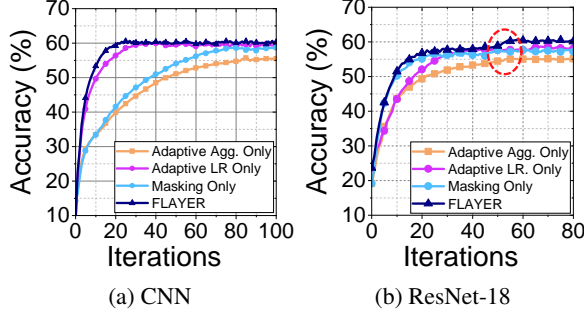 Accuracy (%)
70
60
50
40
30
20
10
0 20 40 60 80 100
Adaptive Agg. Only
Adaptive LR Only
Masking Only
FLAYER
Iterations
(a) CNN
Accuracy (%)
70
60
50
40
30
20
10
0 20 40 60 80
Adaptive Agg. Only
Adaptive LR. Only
Masking Only
FLAYER
Iterations
(b) ResNet-18